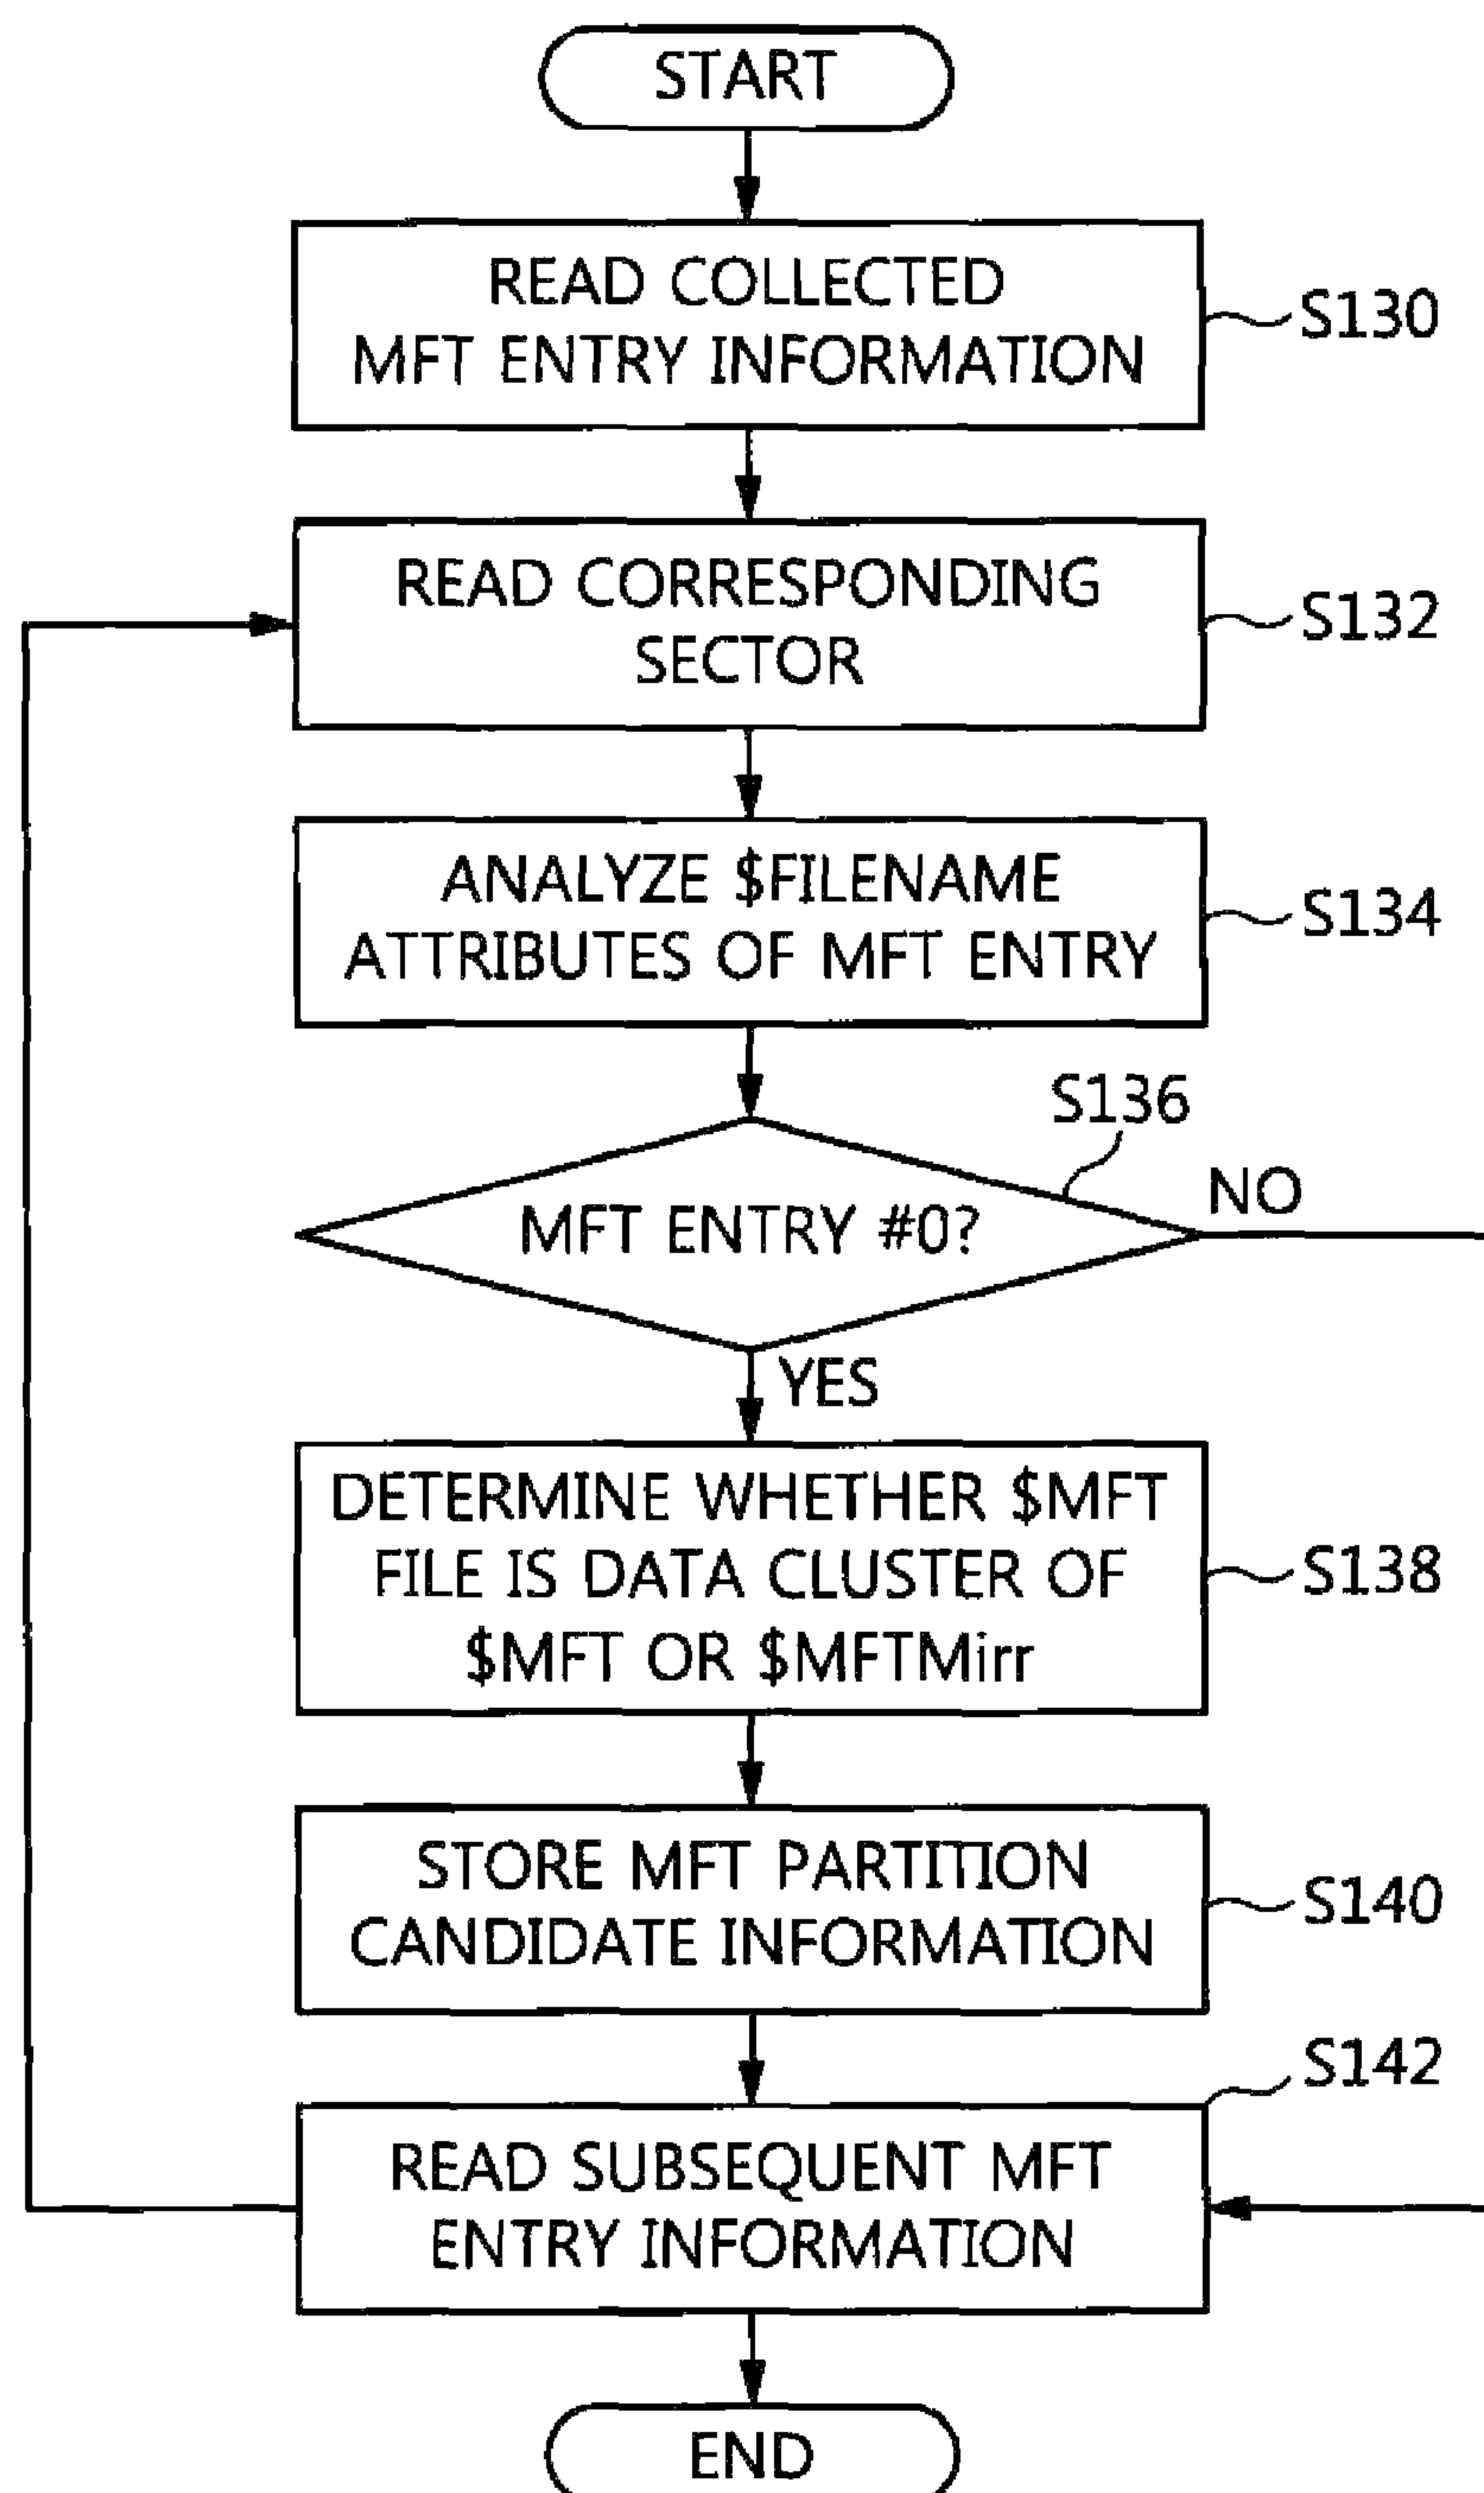 START
READ COLLECTED
MFT ENTRY INFORMATION
S130
READ CORRESPONDING
SECTOR
S132
ANALYZE $FILENAME
ATTRIBUTES OF MFT ENTRY
S134
S136
MFT ENTRY #0?
NO
YES
DETERMINE WHETHER $MFT
FILE IS DATA CLUSTER OF
$MFT OR $MFTMirr
S138
STORE MFT PARTITION
CANDIDATE INFORMATION
S140
S142
READ SUBSEQUENT MFT
ENTRY INFORMATION
END